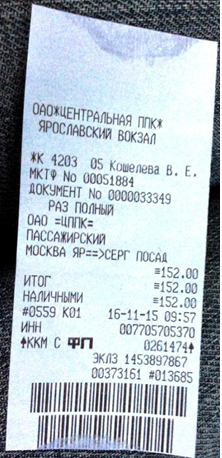 ОАО*ЦЕНТРАЛЬНАЯ ППК*
ЯРОСЛАВСКИЙ ВОКЗАЛ
*К 4203 05 Кошелева В. Е.
МКТФ No 00051884
ДОКУМЕНТ No 0000033349
РАЗ ПОЛНЫЙ
ОАО =ЦППК=
ПАССАЖИРСКИЙ
МОСКВА ЯР==>СЕРГ ПОСАД
≡152.00
ИТОГ ≡152.00
НАЛИЧНЫМИ ≡152.00
#0559 К01 16-11-15 09:57
ИНН 007705705370
↑ККМ С ФП 0261474↑
ЭКЛЗ 1453897867
00373161 #013685